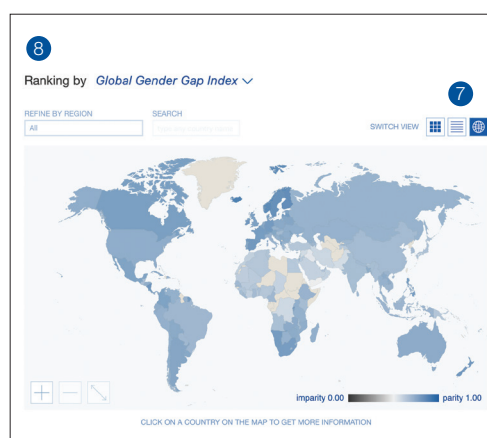 8
Ranking by Global Gender Gap Index
7
REFINE BY REGION
SEARCH
All
SWITCH VIEW
imparity 0.00
parity 1.00
CLICK ON A COUNTRY ON THE MAP TO GET MORE INFORMATION